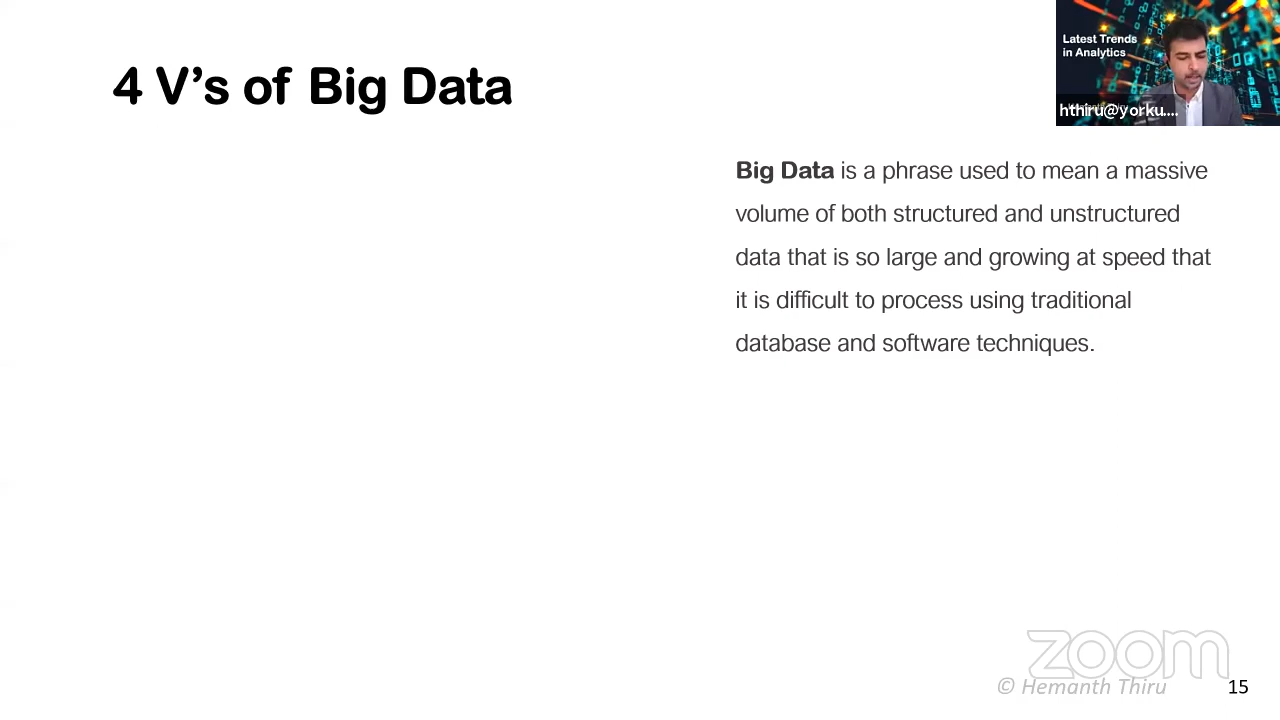 4 V’s of Big Data
Latest Trends
in Analytics
hthiru@yorku....
Big Data is a phrase used to mean a massive
volume of both structured and unstructured
data that is so large and growing at speed that
it is difficult to process using traditional
database and software techniques.
zoom
© Hemanth Thiru
15